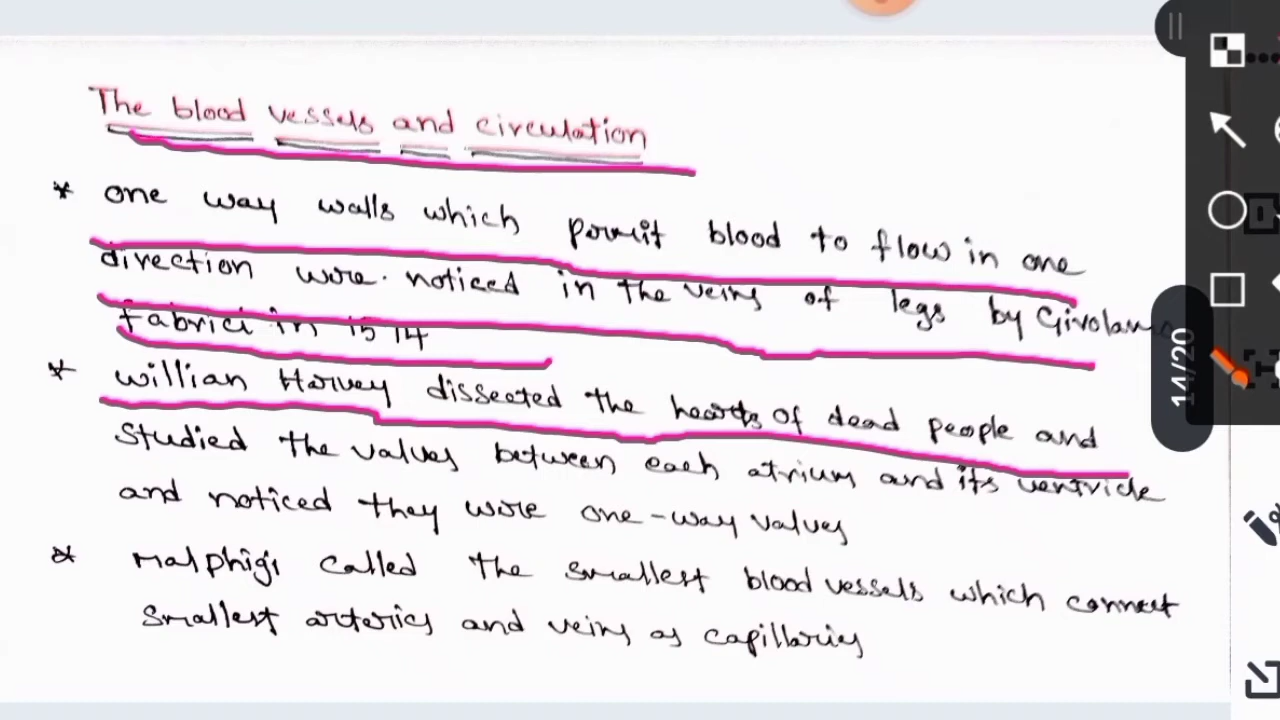 The blood vessels and circulation
* one way walls which permit blood to flow in one
direction were noticed in the veins of legs by Girolamo
Fabrici in 1574
* willian Harvey dissected the hearts of dead people and
studied the valves between each atrium and its ventricle
and noticed they were one-way valves
* Malphigi called the smallest blood vessels which connect
smallest arteries and veins as capillaries
14/20